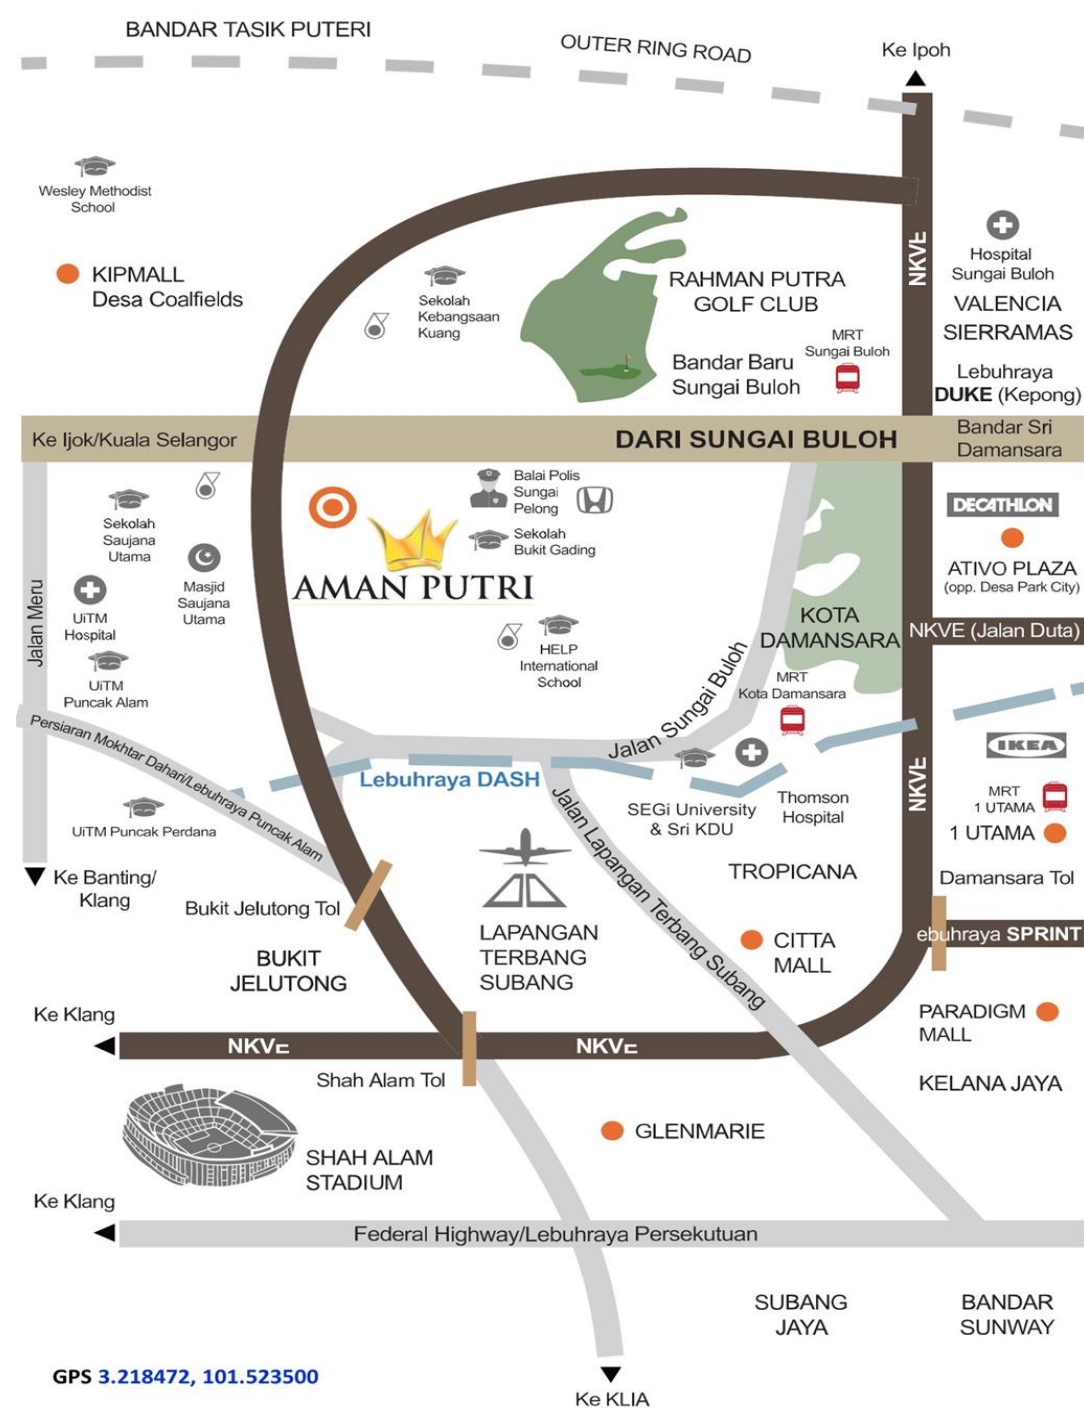 BANDAR TASIK PUTERI
OUTER RING ROAD
Ke Ipoh
Wesley Methodist
School
KIPMALL
Desa Coalfields
Sekolah
Kebangsaan
Kuang
RAHMAN PUTRA
GOLF CLUB
MRT
Sungai Buloh
Bandar Baru
Sungai Buloh
NKVE
Hospital
Sungai Buloh
VALENCIA
SIERRAMAS
Lebuhraya
DUKE (Kepong)
Ke Ijok/Kuala Selangor
DARI SUNGAI BULOH
Bandar Sri
Damansara
Sekolah
Saujana
Utama
Masjid
Saujana
Utama
UiTM
Hospital
UiTM
Puncak Alam
Jalan Meru
Balai Polis
Sungai
Pelong
Sekolah
Bukit Gading
AMAN PUTRI
HELP
International
School
DECATHLON
ATIVO PLAZA
(opp. Desa Park City)
KOTA
DAMANSARA
NKVE (Jalan Duta)
MRT
Kota Damansara
Jalan Sungai Buloh
Persiaran Mokhtar Dahari/Lebuhraya Puncak Alam
Lebuhraya DASH
IKEA
NKVE
MRT
1 UTAMA
1 UTAMA
SEGi University
& Sri KDU
Thomson
Hospital
UiTM Puncak Perdana
Jalan Lapangan Terbang Subang
TROPICANA
Damansara Tol
Ke Banting/
Klang
Bukit Jelutong Tol
LAPANGAN
TERBANG
SUBANG
CITTA
MALL
ebuhraya SPRINT
BUKIT
JELUTONG
PARADIGM
MALL
Ke Klang
NKVE
NKVE
Shah Alam Tol
KELANA JAYA
GLENMARIE
SHAH ALAM
STADIUM
Ke Klang
Federal Highway/Lebuhraya Persekutuan
SUBANG
JAYA
BANDAR
SUNWAY
GPS 3.218472, 101.523500
Ke KLIA